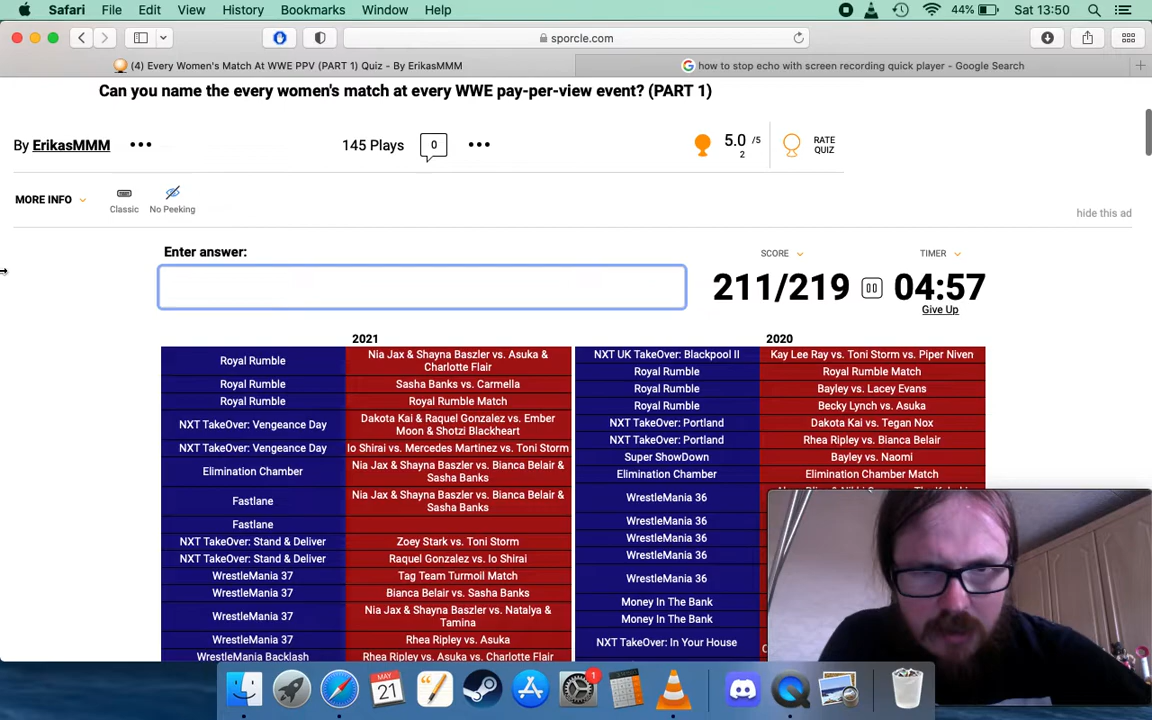 Safari File Edit View History Bookmarks Window Help 44% Sat 13:50
sporcle.com
(4) Every Women's Match At WWE PPV (PART 1) Quiz - By ErikasMMM
how to stop echo with screen recording quick player - Google Search
Can you name the every women's match at every WWE pay-per-view event? (PART 1)
By ErikasMMM
145 Plays
0
5.0 /5
2
RATE
QUIZ
MORE INFO
Classic
No Peeking
hide this ad
Enter answer:
SCORE
TIMER
211/219
04:57
Give Up
2021
Royal Rumble Nia Jax & Shayna Baszler vs. Asuka &
Charlotte Flair
Royal Rumble Sasha Banks vs. Carmella
Royal Rumble Royal Rumble Match
NXT TakeOver: Vengeance Day Dakota Kai & Raquel Gonzalez vs. Ember
Moon & Shotzi Blackheart
NXT TakeOver: Vengeance Day Io Shirai vs. Mercedes Martinez vs. Toni Storm
Elimination Chamber Nia Jax & Shayna Baszler vs. Bianca Belair &
Sasha Banks
Fastlane Nia Jax & Shayna Baszler vs. Bianca Belair &
Sasha Banks
Fastlane
NXT TakeOver: Stand & Deliver Zoey Stark vs. Toni Storm
NXT TakeOver: Stand & Deliver Raquel Gonzalez vs. Io Shirai
WrestleMania 37 Tag Team Turmoil Match
WrestleMania 37 Bianca Belair vs. Sasha Banks
WrestleMania 37 Nia Jax & Shayna Baszler vs. Natalya &
Tamina
WrestleMania 37 Rhea Ripley vs. Asuka
WrestleMania Backlash Rhea Ripley vs. Asuka vs. Charlotte Flair
2020
NXT UK TakeOver: Blackpool II Kay Lee Ray vs. Toni Storm vs. Piper Niven
Royal Rumble Royal Rumble Match
Royal Rumble Bayley vs. Lacey Evans
Royal Rumble Becky Lynch vs. Asuka
NXT TakeOver: Portland Dakota Kai vs. Tegan Nox
NXT TakeOver: Portland Rhea Ripley vs. Bianca Belair
Super ShowDown Bayley vs. Naomi
Elimination Chamber Elimination Chamber Match
WrestleMania 36
WrestleMania 36
WrestleMania 36
WrestleMania 36
WrestleMania 36
Money In The Bank
Money In The Bank
NXT TakeOver: In Your House
MAY
21
1